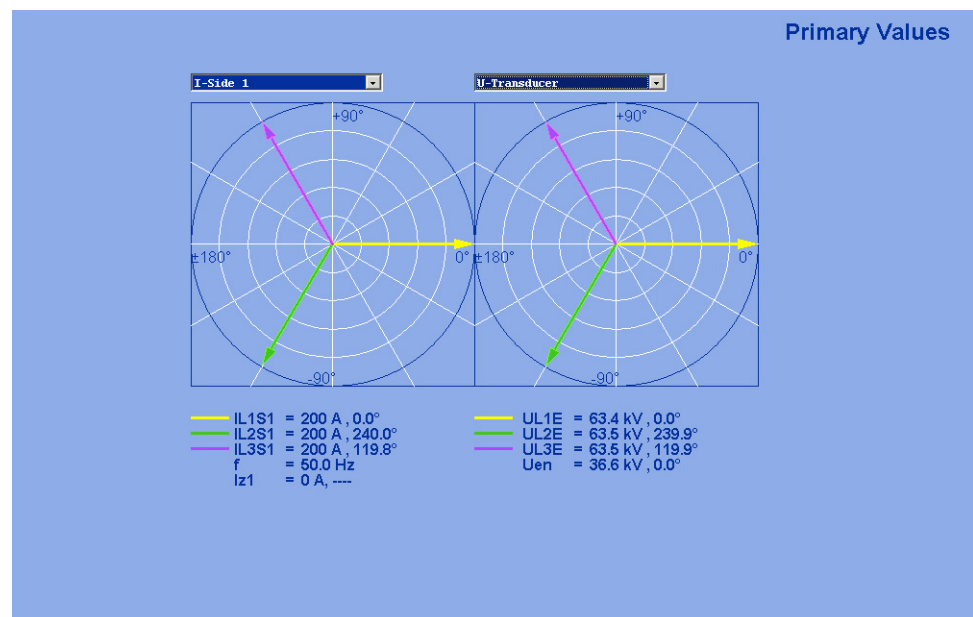 Primary Values
I-Side 1
U-Transducer
+90°
+90°
±180°
0°
±180°
0°
-90°
-90°
IL1S1 = 200 A , 0.0°
IL2S1 = 200 A , 240.0°
IL3S1 = 200 A , 119.8°
f = 50.0 Hz
Iz1 = 0 A, ----
UL1E = 63.4 kV , 0.0°
UL2E = 63.5 kV , 239.9°
UL3E = 63.5 kV , 119.9°
Uen = 36.6 kV , 0.0°